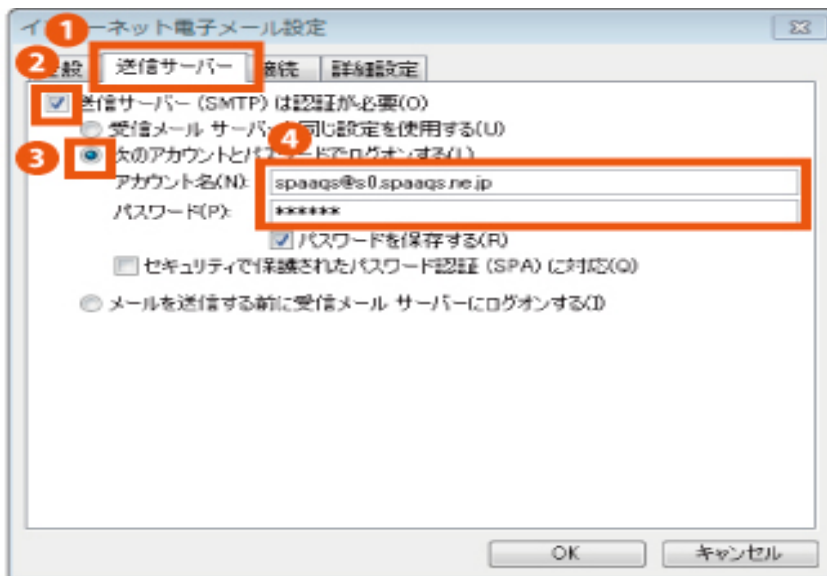 イ ーネット電子メール設定
1
2
般 送信サーバー 接続 詳細設定
送信サーバー (SMTP) は認証が必要(O)
受信メール サーバー 同じ設定を使用する(U)
4
3
次のアカウントとパスワードでログオンする(L)
アカウント名(N): spaaqs@s0.spaaqs.ne.jp
パスワード(P): ******
パスワードを保存する(R)
セキュリティで保護されたパスワード認証 (SPA) に対応(Q)
メールを送信する前に受信メール サーバーにログオンする(I)
OK キャンセル